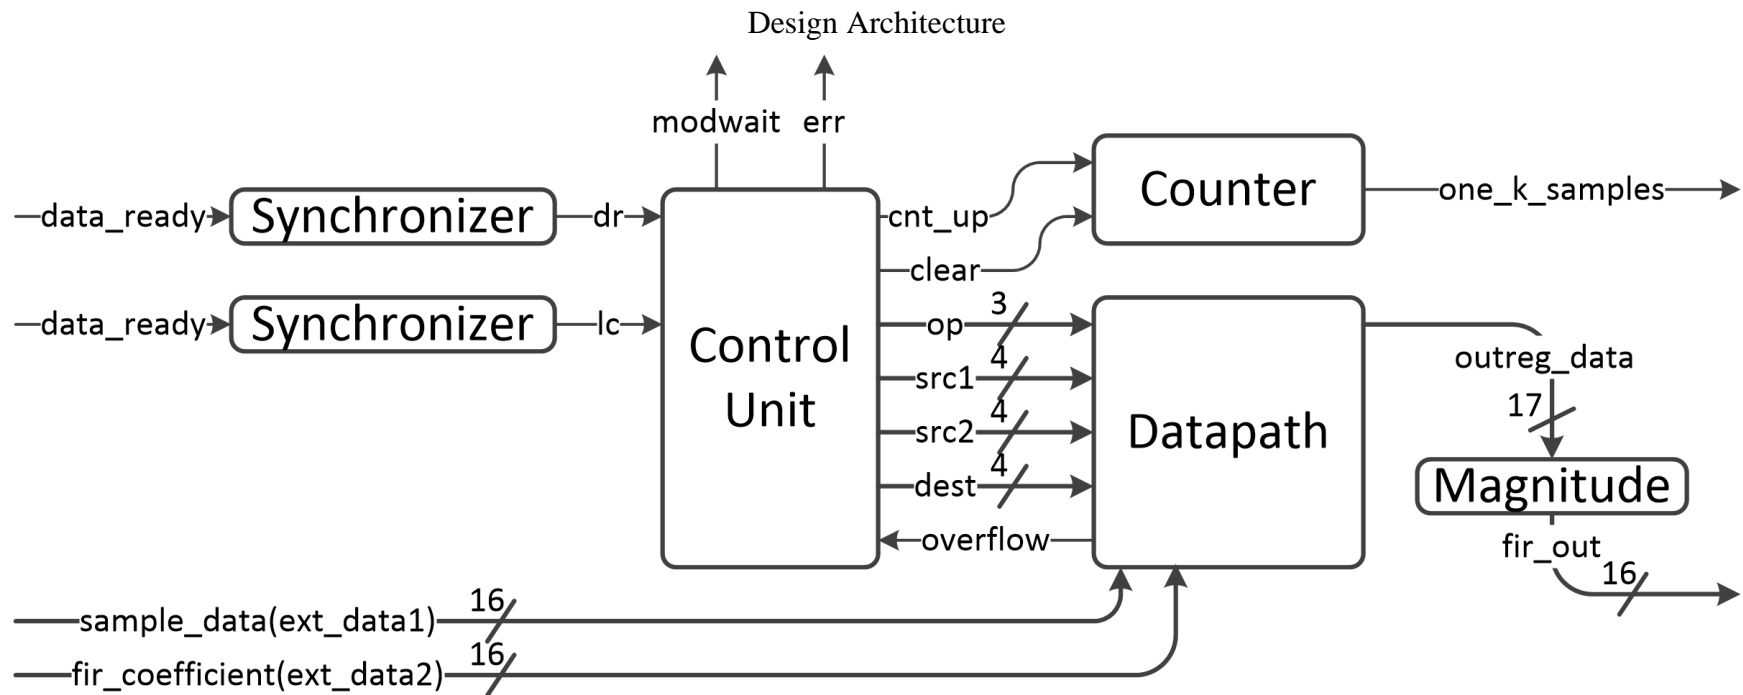 Design Architecture
modwait err
data_ready Synchronizer dr
cnt_up
Counter
one_k_samples
clear
data_ready Synchronizer lc
Control
Unit
op 3
src1 4
src2 4
dest 4
overflow
Datapath
outreg_data
17
Magnitude
fir_out
16
sample_data(ext_data1) 16
fir_coefficient(ext_data2) 16